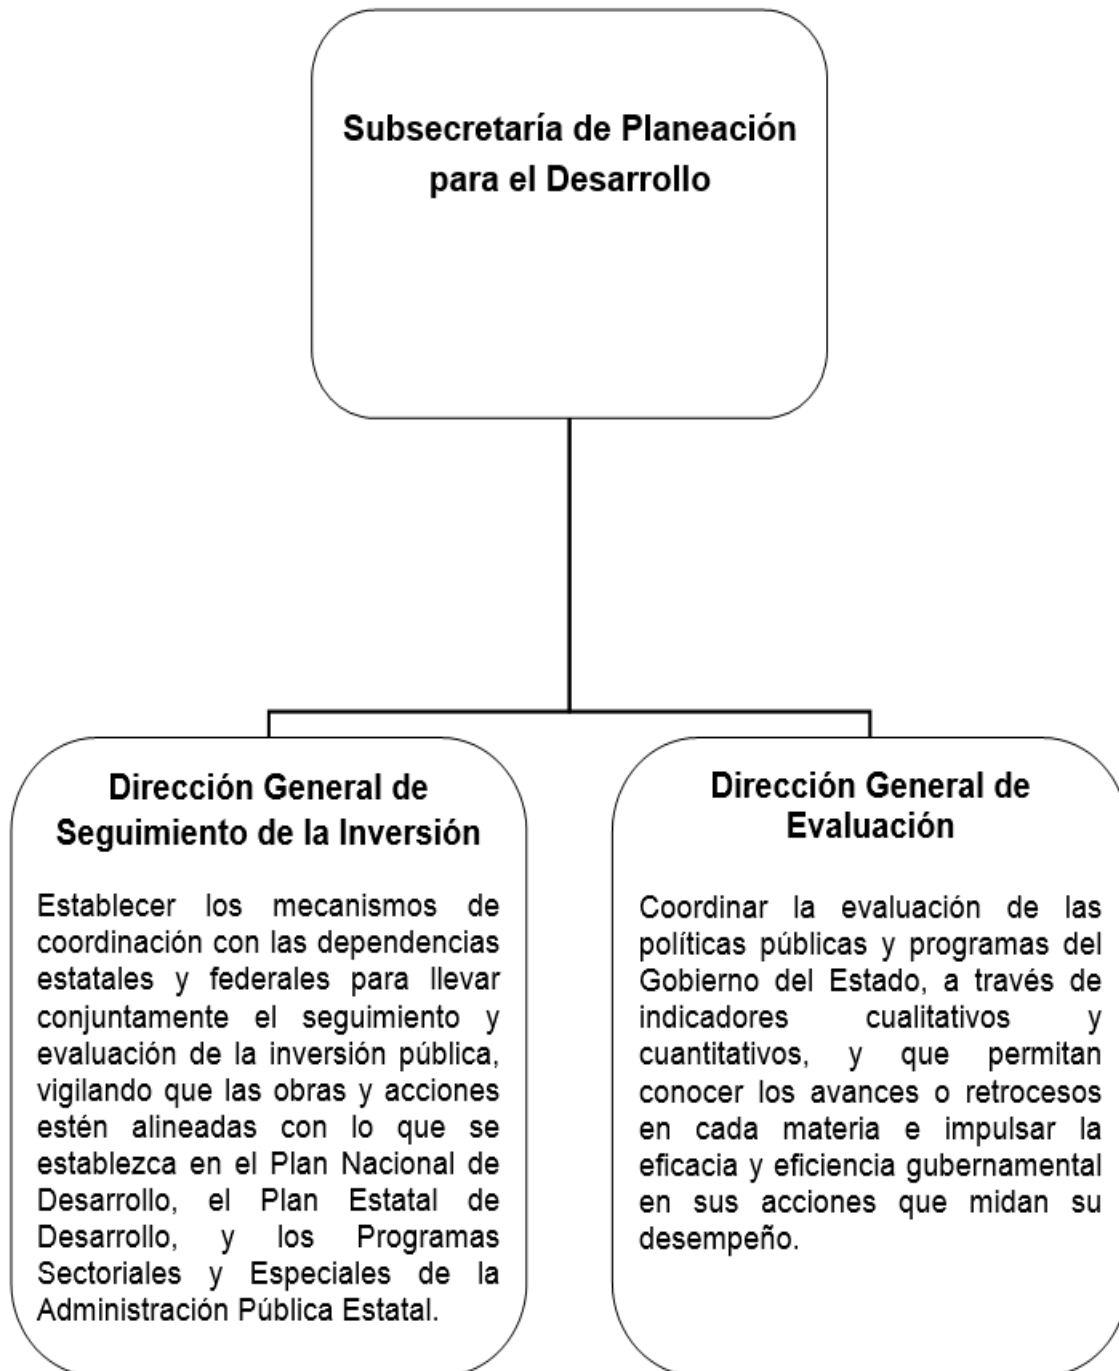 Subsecretaría de Planeación
para el Desarrollo
Dirección General de
Seguimiento de la Inversión
Establecer los mecanismos de
coordinación con las dependencias
estatales y federales para llevar
conjuntamente el seguimiento y
evaluación de la inversión pública,
vigilando que las obras y acciones
estén alineadas con lo que se
establezca en el Plan Nacional de
Desarrollo, el Plan Estatal de
Desarrollo, y los Programas
Sectoriales y Especiales de la
Administración Pública Estatal.
Dirección General de
Evaluación
Coordinar la evaluación de las
políticas públicas y programas del
Gobierno del Estado, a través de
indicadores cualitativos y
cuantitativos, y que permitan
conocer los avances o retrocesos
en cada materia e impulsar la
eficacia y eficiencia gubernamental
en sus acciones que midan su
desempeño.